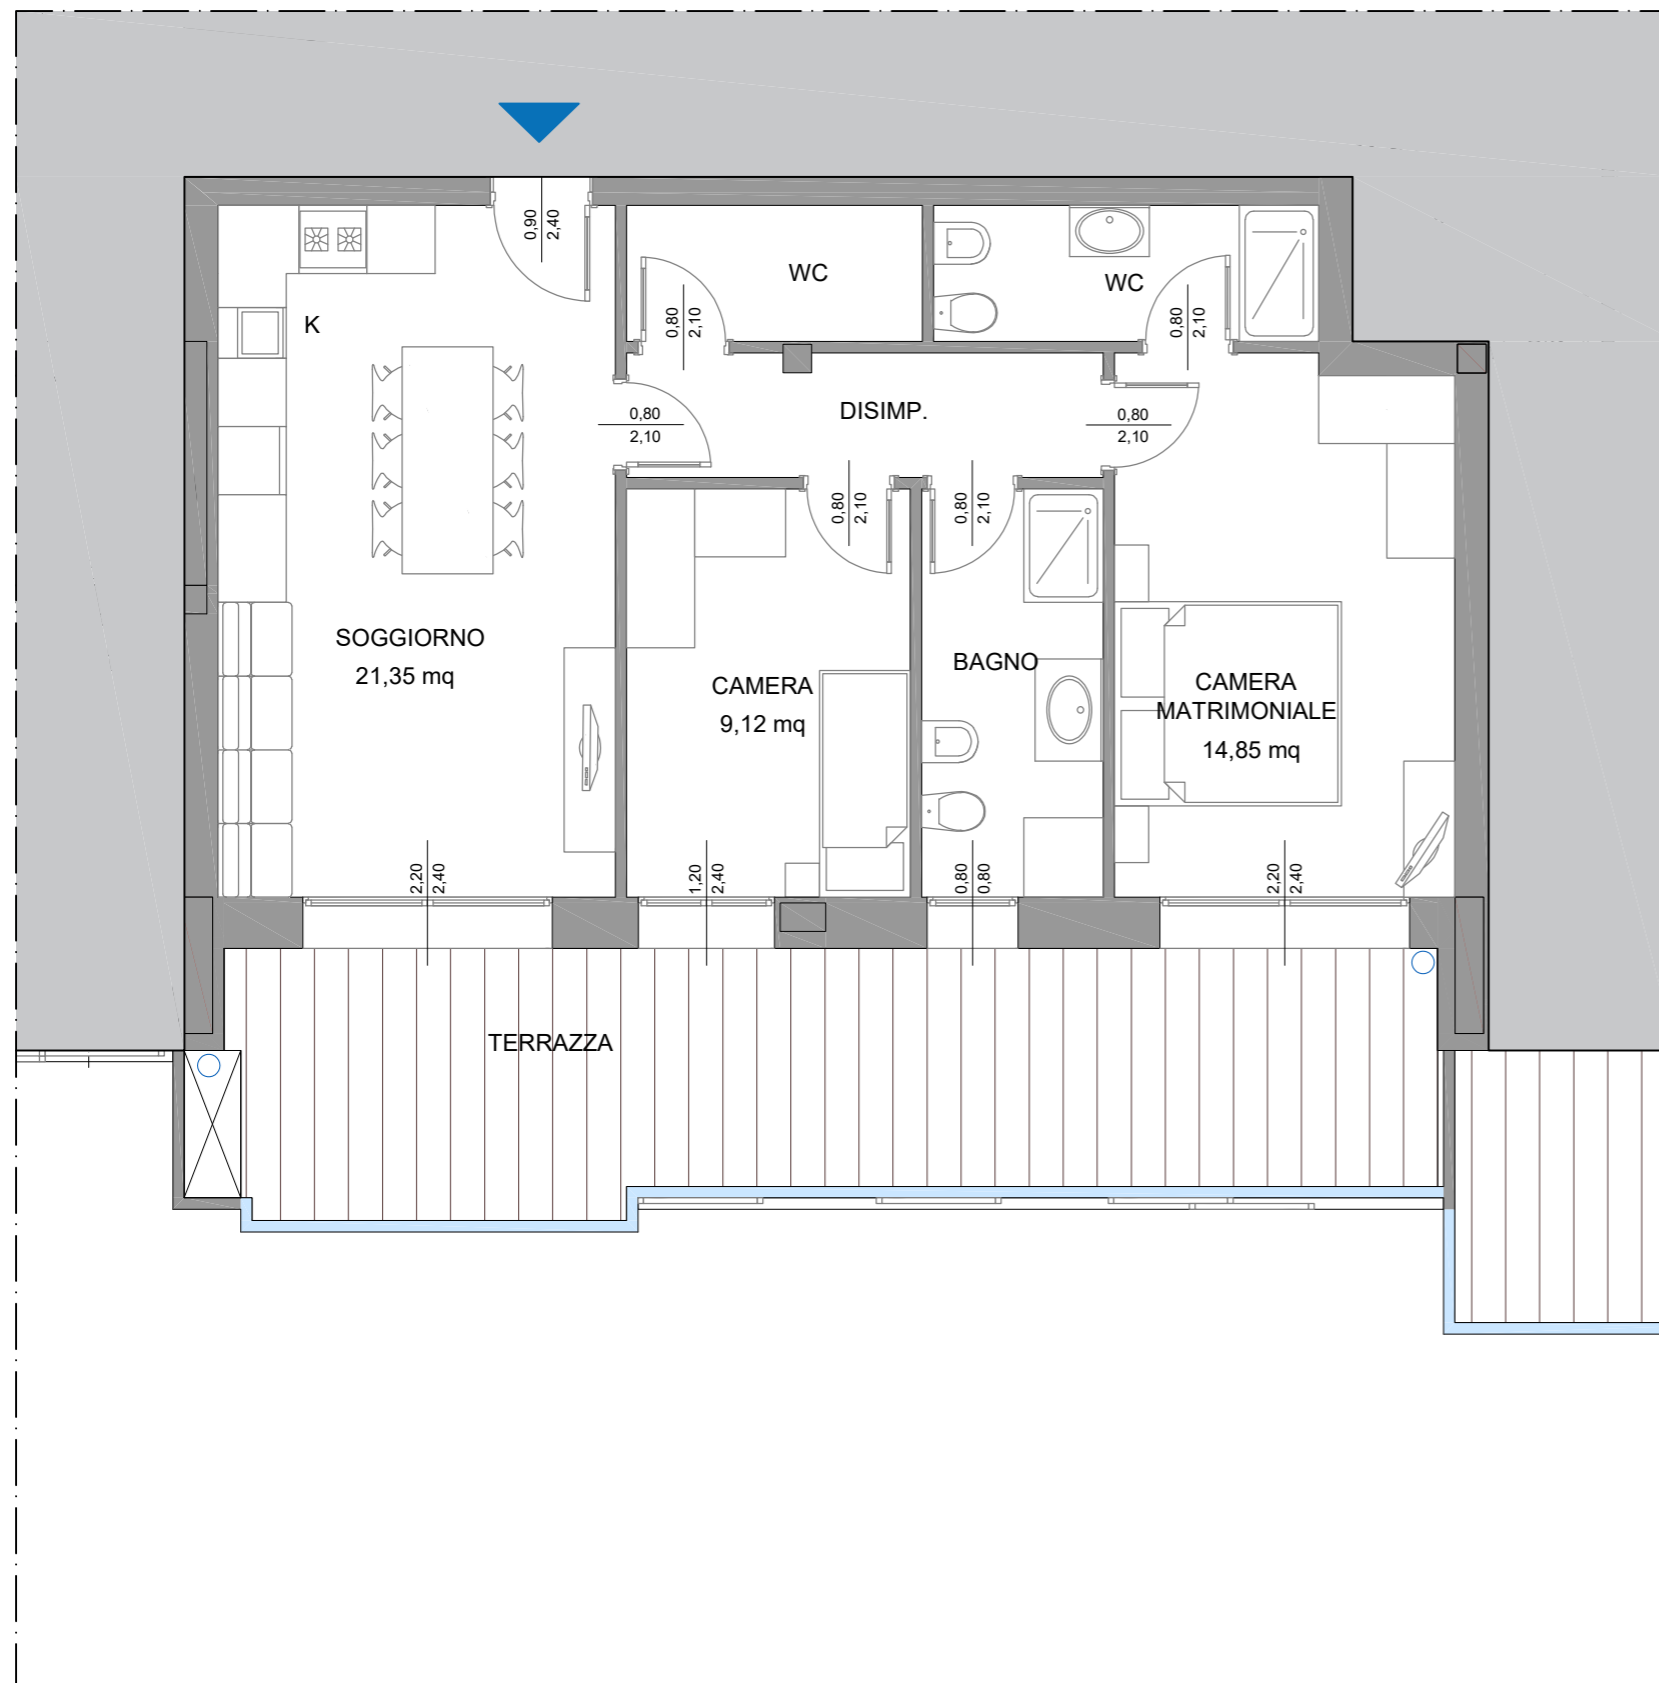 0,90
2,40
WC
WC
K
0,80
2,10
0,80
2,10
DISIMP.
0,80
2,10
0,80
2,10
0,80
2,10
0,80
2,10
SOGGIORNO
21,35 mq
CAMERA
9,12 mq
BAGNO
CAMERA
MATRIMONIALE
14,85 mq
2,20
2,40
1,20
2,40
0,80
0,80
2,20
2,40
TERRAZZA